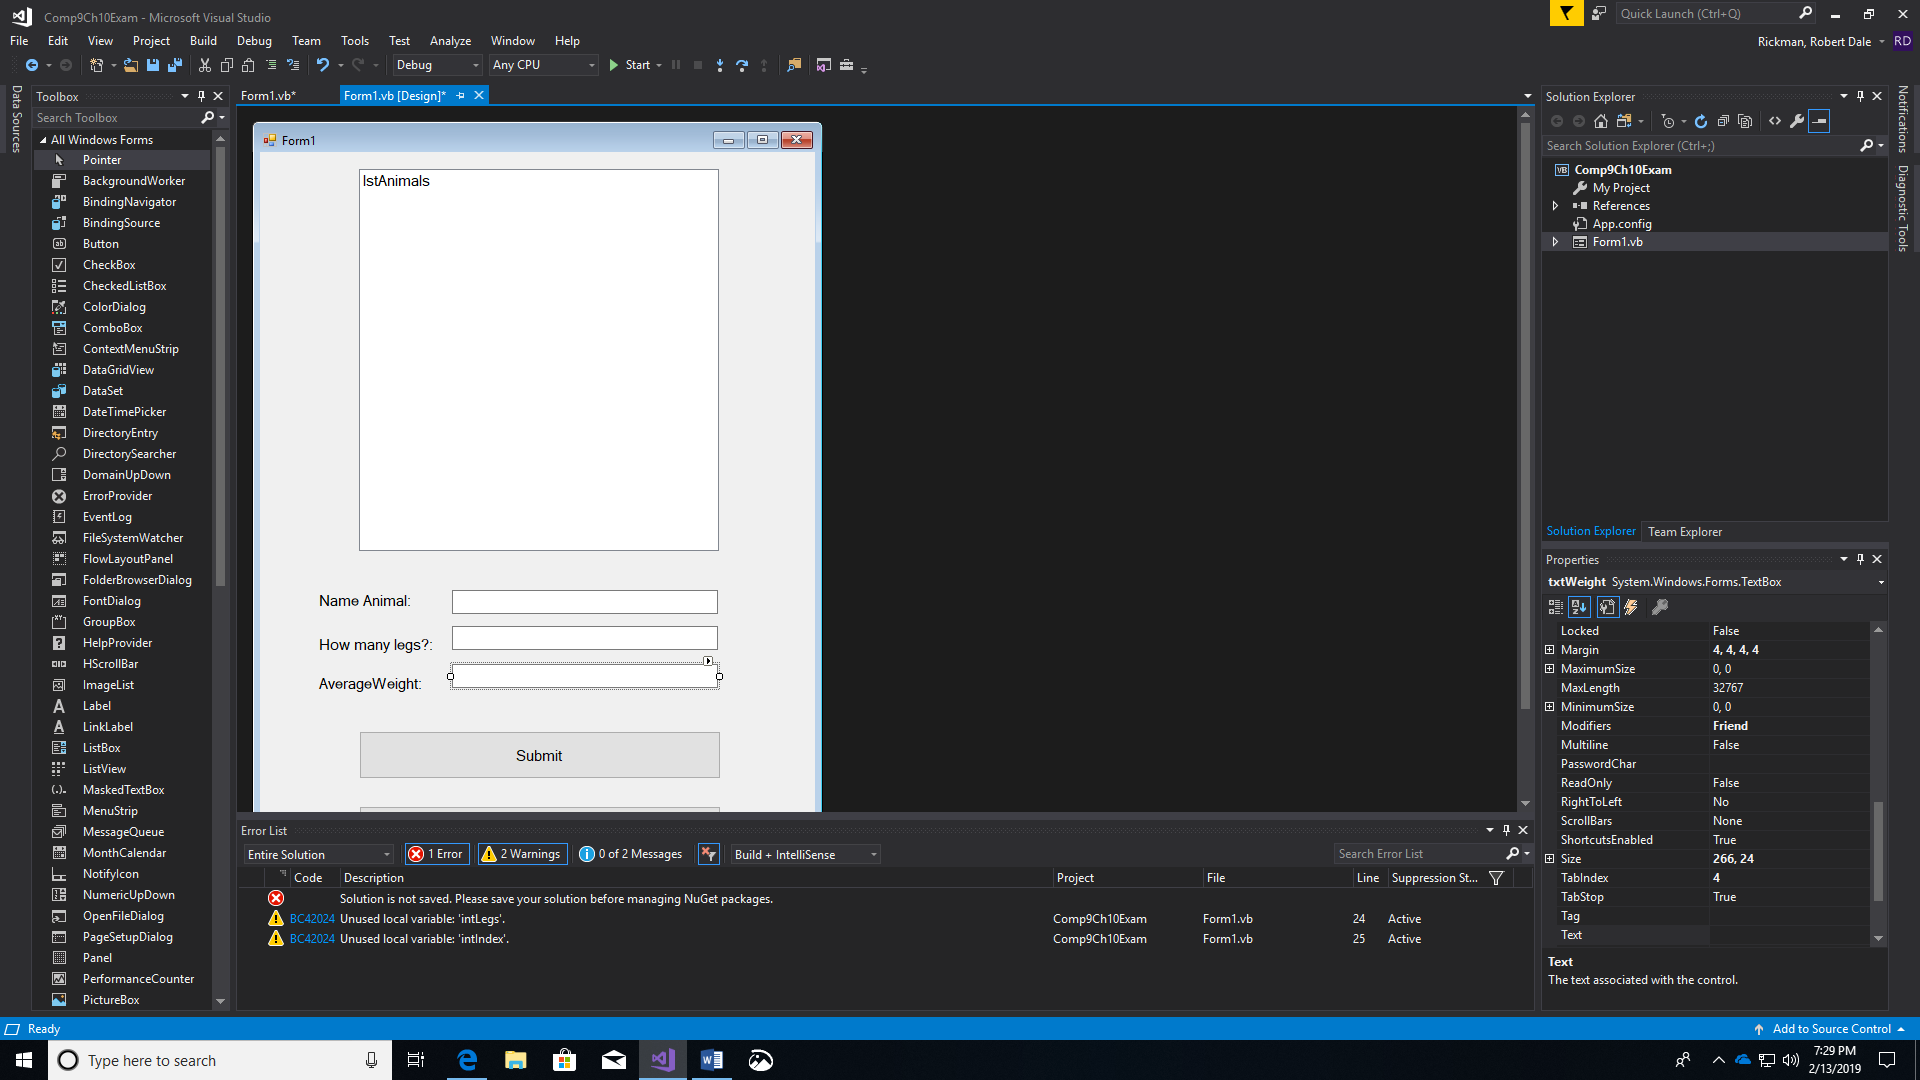 Comp9Ch10Exam - Microsoft Visual Studio
Quick Launch (Ctrl+Q)
File Edit View Project Build Debug Team Tools Test Analyze Window Help
Rickman, Robert Dale RD
Debug Any CPU Start
Data Sources
Toolbox
Search Toolbox
All Windows Forms
Pointer
BackgroundWorker
BindingNavigator
BindingSource
Button
CheckBox
CheckedListBox
ColorDialog
ComboBox
ContextMenuStrip
DataGridView
DataSet
DateTimePicker
DirectoryEntry
DirectorySearcher
DomainUpDown
ErrorProvider
EventLog
FileSystemWatcher
FlowLayoutPanel
FolderBrowserDialog
FontDialog
GroupBox
HelpProvider
HScrollBar
ImageList
Label
LinkLabel
ListBox
ListView
MaskedTextBox
MenuStrip
MessageQueue
MonthCalendar
NotifyIcon
NumericUpDown
OpenFileDialog
PageSetupDialog
Panel
PerformanceCounter
PictureBox
Form1.vb* Form1.vb [Design]*
Form1
lstAnimals
Name Animal:
How many legs?:
AverageWeight:
Submit
Error List
Entire Solution 1 Error 2 Warnings 0 of 2 Messages Build + IntelliSense Search Error List
Code Description Project File Line Suppression St...
Solution is not saved. Please save your solution before managing NuGet packages.
BC42024 Unused local variable: 'intLegs'. Comp9Ch10Exam Form1.vb 24 Active
BC42024 Unused local variable: 'intIndex'. Comp9Ch10Exam Form1.vb 25 Active
Solution Explorer
Search Solution Explorer (Ctrl+;)
VB Comp9Ch10Exam
My Project
References
App.config
Form1.vb
Solution Explorer Team Explorer
Properties
txtWeight System.Windows.Forms.TextBox
Locked False
Margin 4, 4, 4, 4
MaximumSize 0, 0
MaxLength 32767
MinimumSize 0, 0
Modifiers Friend
Multiline False
PasswordChar
ReadOnly False
RightToLeft No
ScrollBars None
ShortcutsEnabled True
Size 266, 24
TabIndex 4
TabStop True
Tag
Text
Text
The text associated with the control.
Notifications
Diagnostic Tools
Ready
Add to Source Control
Type here to search
7:29 PM
2/13/2019